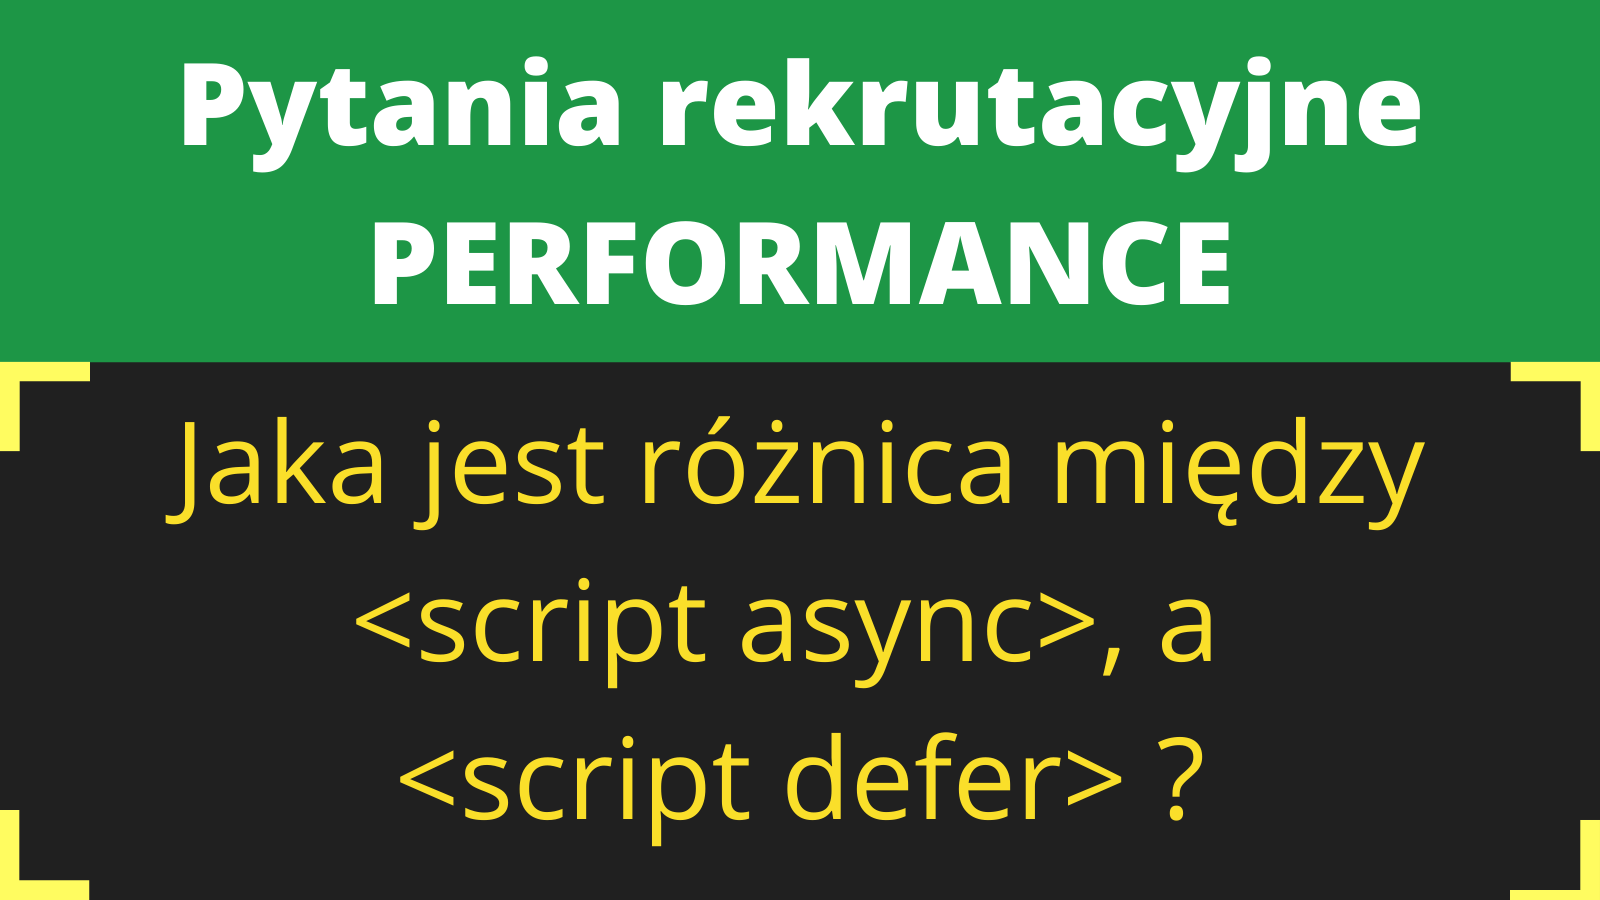 Pytania rekrutacyjne
PERFORMANCE
Jaka jest różnica między
<script async>, a
<script defer> ?